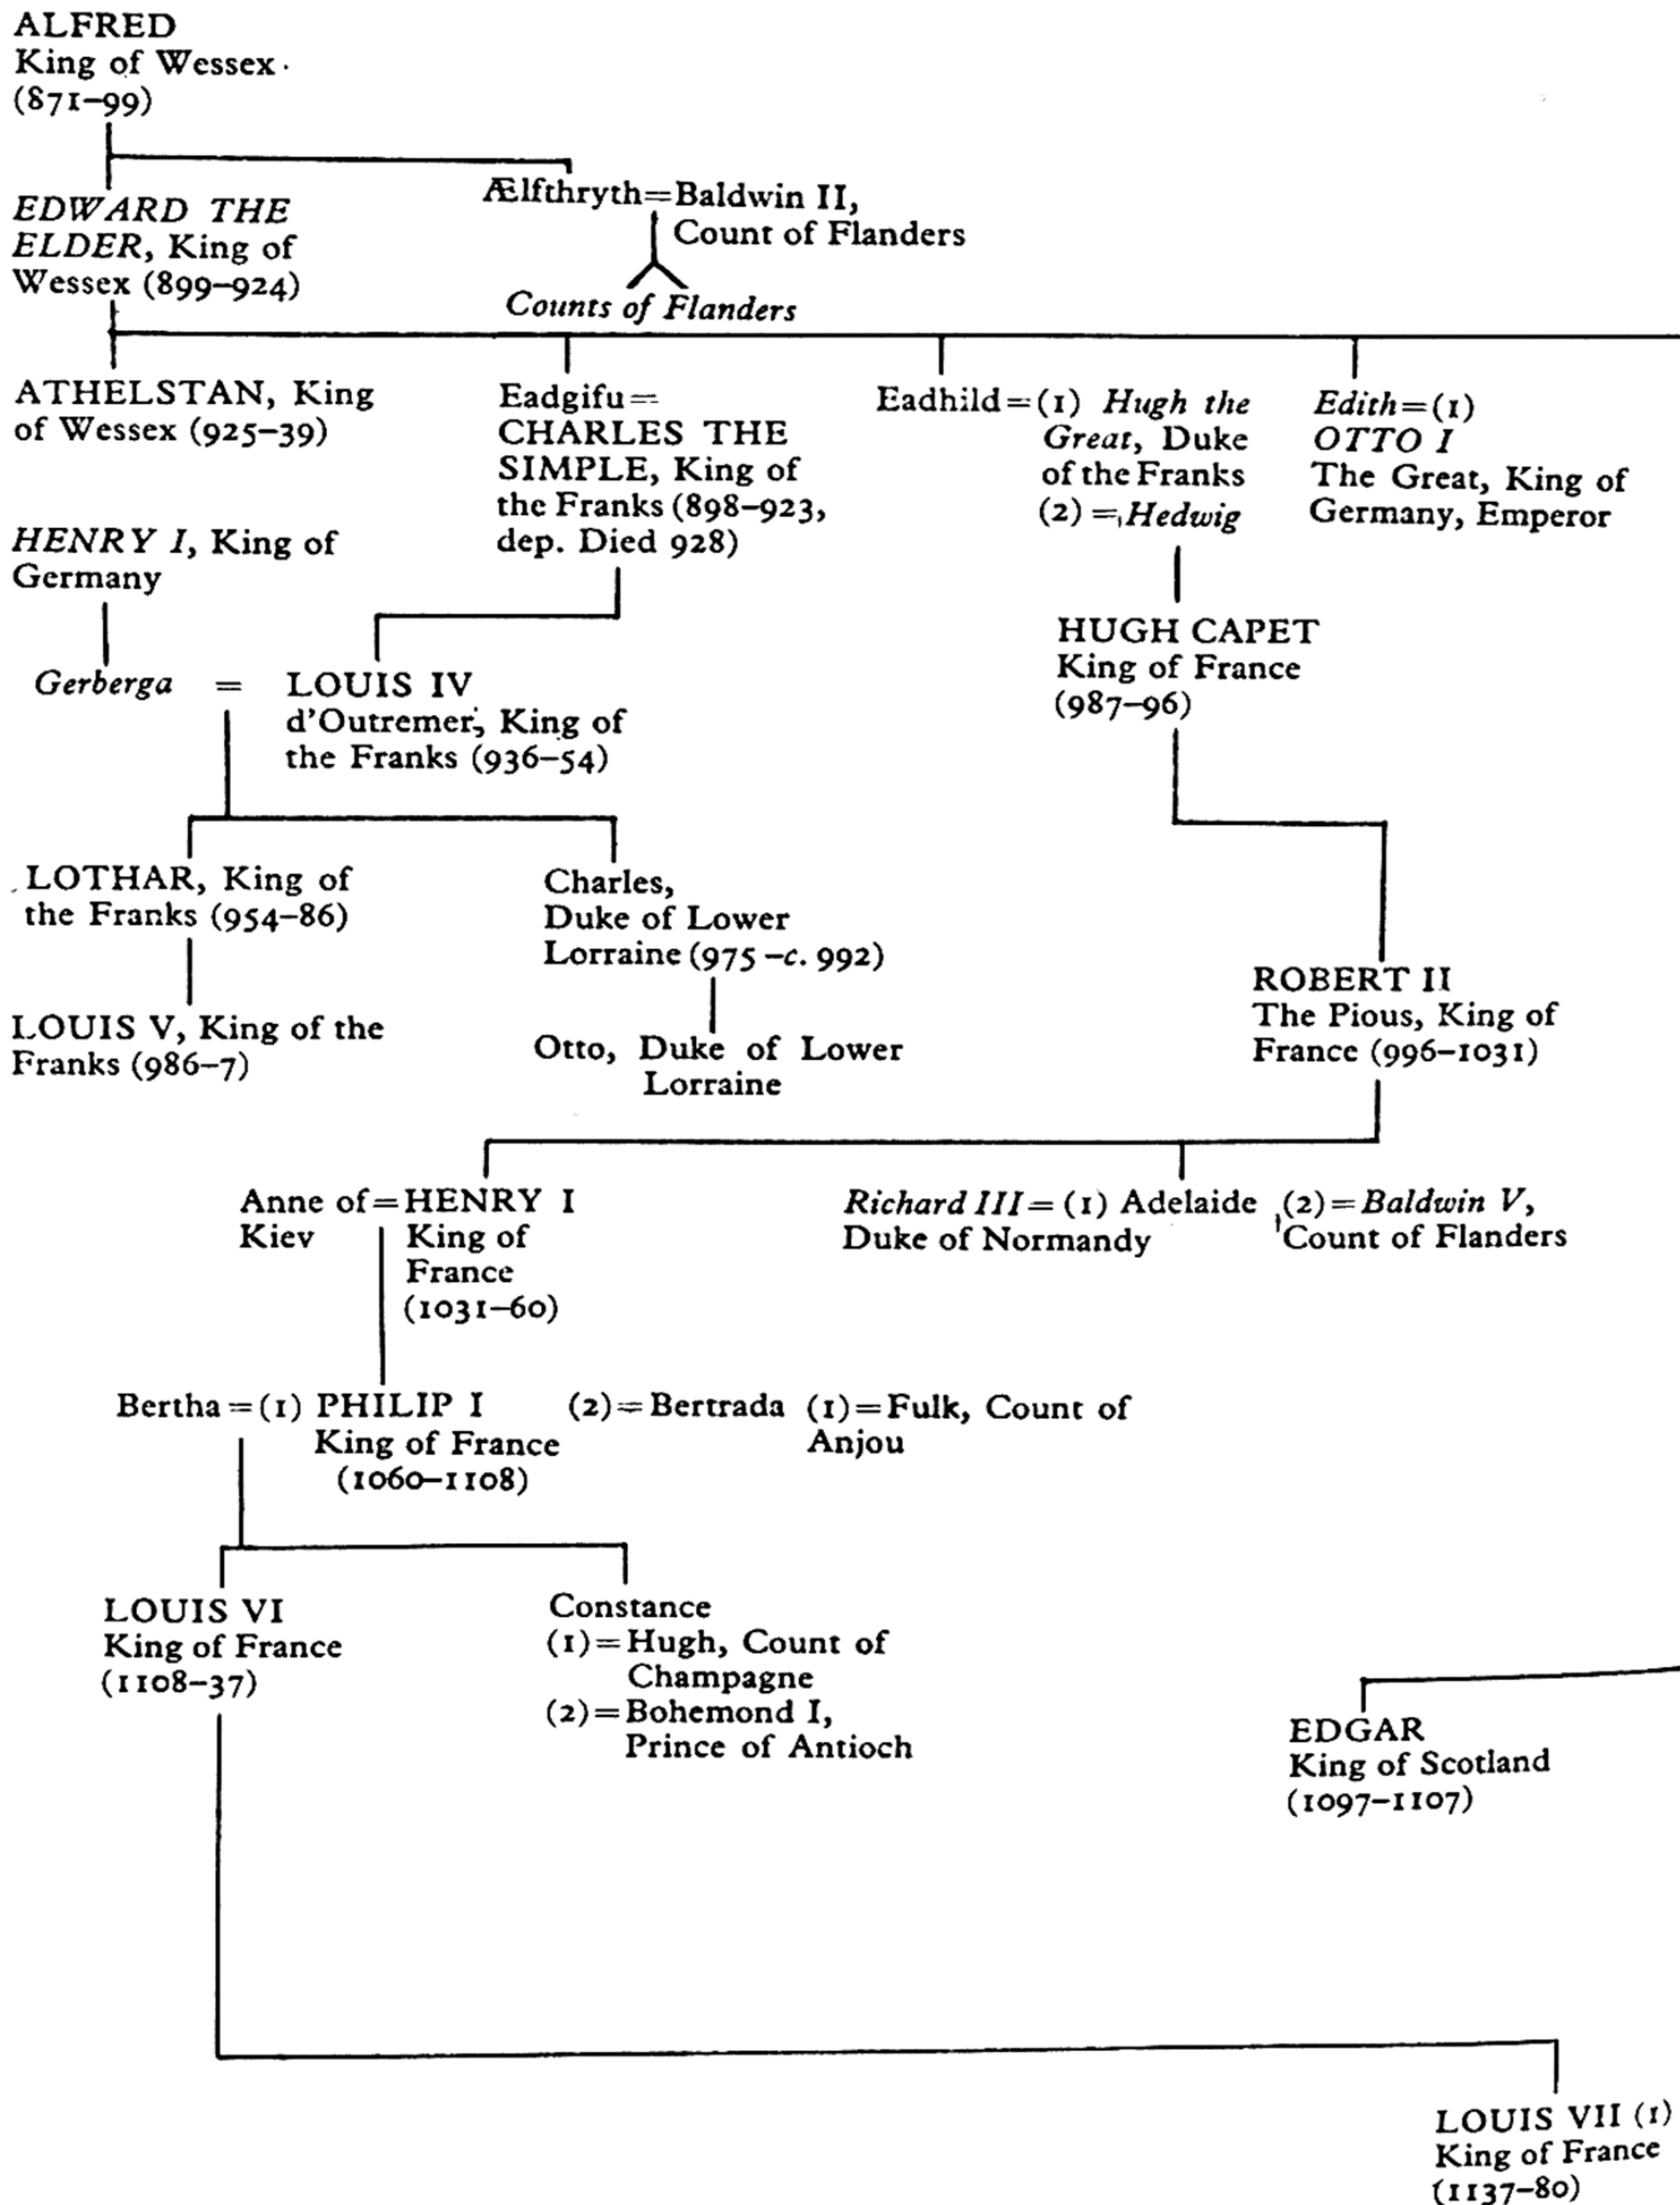 ALFRED
King of Wessex
(871–99)
EDWARD THE
ELDER, King of
Wessex (899–924)
Ælfthryth=Baldwin II,
Count of Flanders
Counts of Flanders
ATHELSTAN, King
of Wessex (925–39)
Eadgifu=
CHARLES THE
SIMPLE, King of
the Franks (898–923,
dep. Died 928)
Eadhild=(1) Hugh the
Great, Duke
of the Franks
(2)=Hedwig
Edith=(1)
OTTO I
The Great, King of
Germany, Emperor
HENRY I, King of
Germany
Gerberga = LOUIS IV
d'Outremer, King of
the Franks (936–54)
HUGH CAPET
King of France
(987–96)
LOTHAR, King of
the Franks (954–86)
Charles,
Duke of Lower
Lorraine (975–c. 992)
LOUIS V, King of the
Franks (986–7)
Otto, Duke of Lower
Lorraine
ROBERT II
The Pious, King of
France (996–1031)
Anne of=HENRY I
Kiev King of
France
(1031–60)
Richard III=(1) Adelaide (2)=Baldwin V,
Duke of Normandy Count of Flanders
Bertha=(1) PHILIP I (2)=Bertrada (1)=Fulk, Count of
King of France Anjou
(1060–1108)
LOUIS VI
King of France
(1108–37)
Constance
(1)=Hugh, Count of
Champagne
(2)=Bohemond I,
Prince of Antioch
EDGAR
King of Scotland
(1097–1107)
LOUIS VII (1)
King of France
(1137–80)